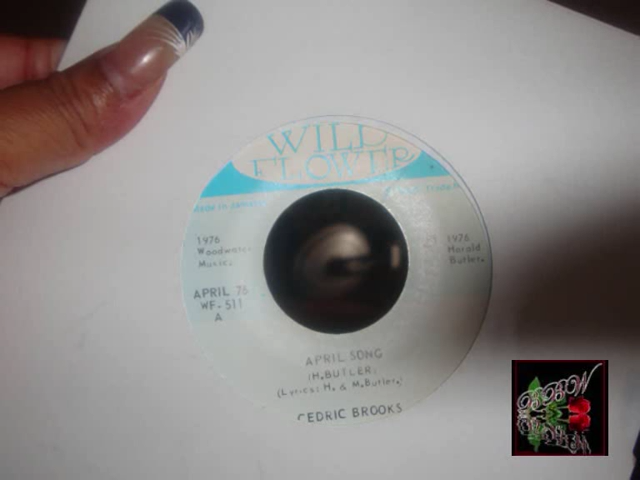 WILD
FLOWER
Made in Jamaica
1976
Woodwater
Music.
1976
Harold
Butler.
APRIL 76
WF-511
A
APRIL SONG
(H.BUTLER)
(Lyrics: H. & M.Butler.)
CEDRIC BROOKS